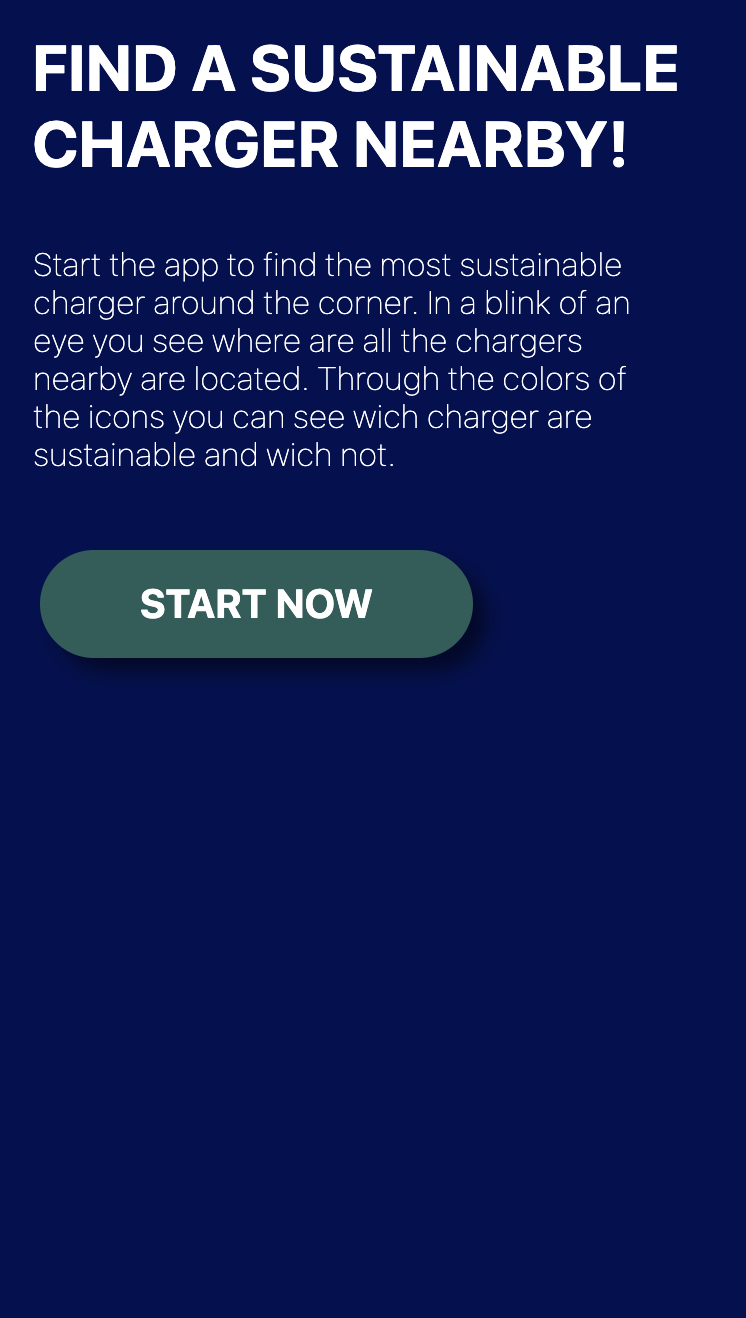 FIND A SUSTAINABLE
CHARGER NEARBY!
Start the app to find the most sustainable
charger around the corner. In a blink of an
eye you see where are all the chargers
nearby are located. Through the colors of
the icons you can see wich charger are
sustainable and wich not.
START NOW